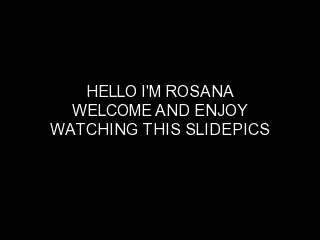 HELLO I'M ROSANA
WELCOME AND ENJOY
WATCHING THIS SLIDEPICS